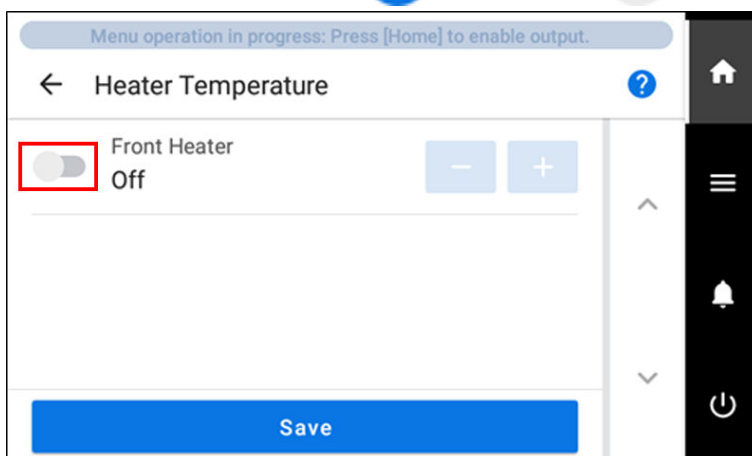 Menu operation in progress: Press [Home] to enable output.
Heater Temperature
?
Front Heater
Off
Save